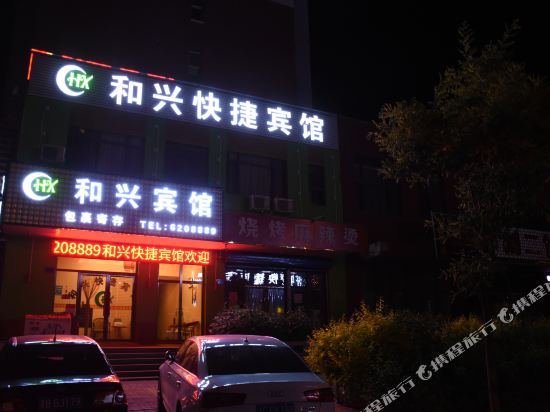 HX 和兴快捷宾馆
HX 和兴宾馆
包裹寄存 TEL:6208889
208889和兴快捷宾馆欢迎
烧烤麻辣烫
携程旅行
携程旅行